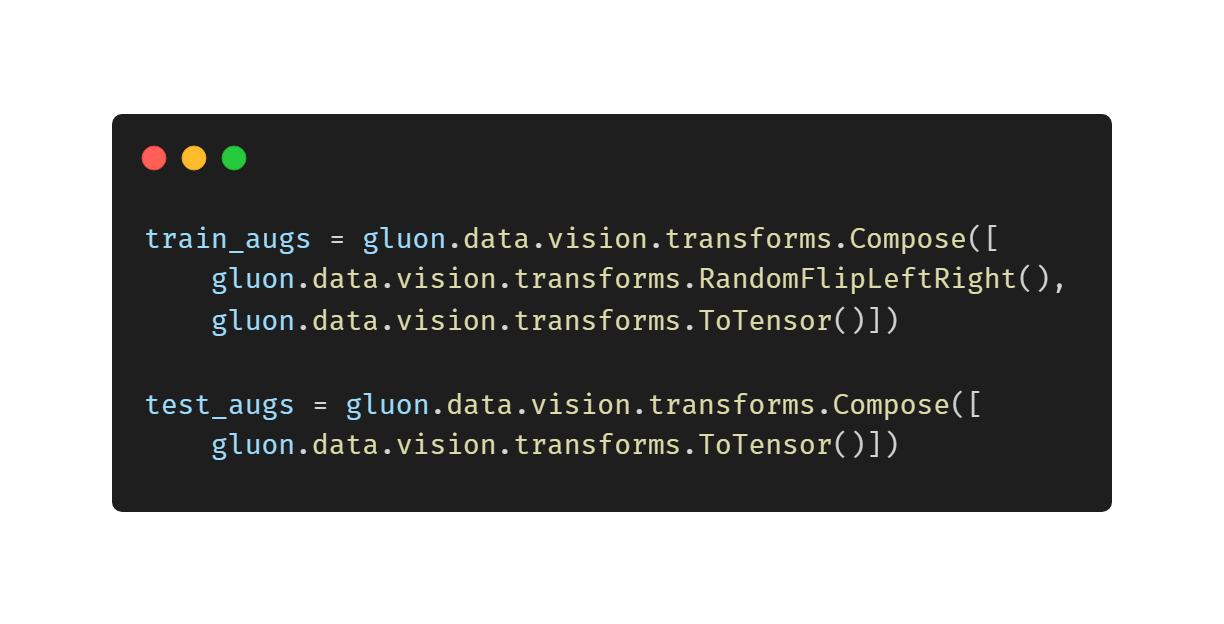 train_augs = gluon.data.vision.transforms.Compose([
    gluon.data.vision.transforms.RandomFlipLeftRight(),
    gluon.data.vision.transforms.ToTensor()])

test_augs = gluon.data.vision.transforms.Compose([
    gluon.data.vision.transforms.ToTensor()])